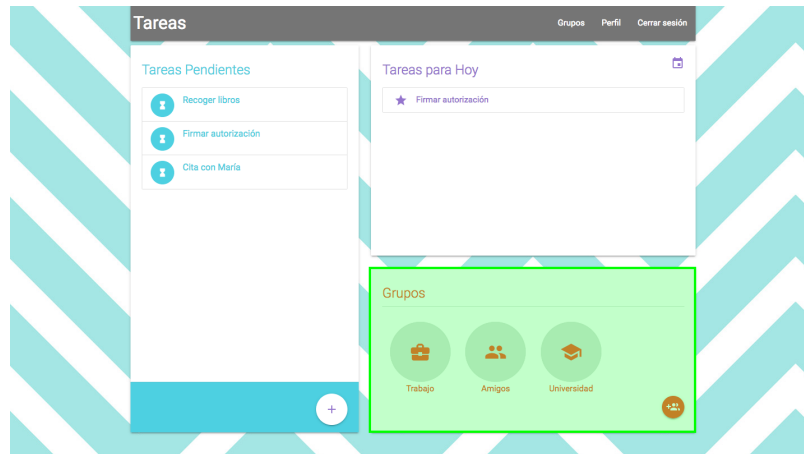 Tareas
Grupos Perfil Cerrar sesión
Tareas Pendientes
Recoger libros
Firmar autorización
Cita con María
Tareas para Hoy
Firmar autorización
Grupos
Trabajo Amigos Universidad